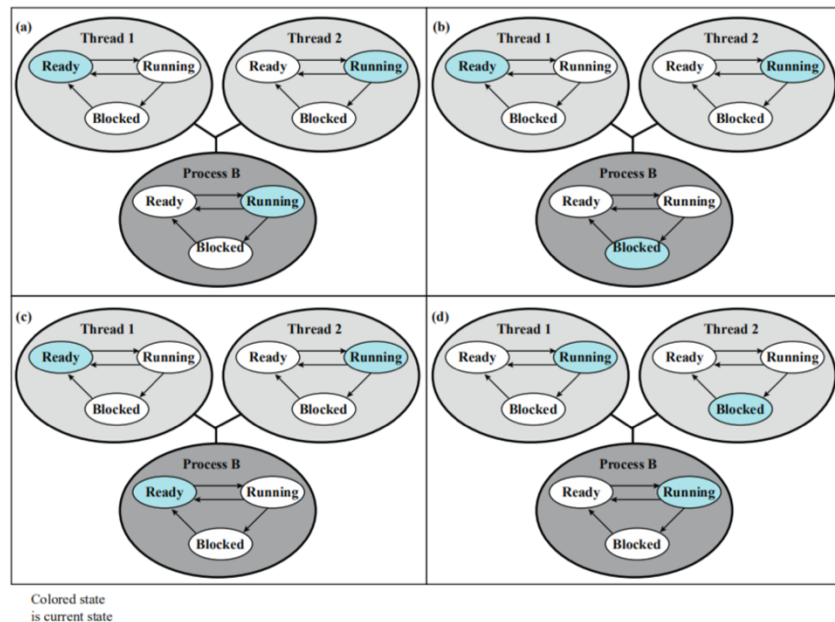 (a)
Thread 1
Thread 2
Ready
Running
Ready
Running
Blocked
Blocked
Process B
Ready
Running
Blocked
(b)
Thread 1
Thread 2
Ready
Running
Ready
Running
Blocked
Blocked
Process B
Ready
Running
Blocked
(c)
Thread 1
Thread 2
Ready
Running
Ready
Running
Blocked
Blocked
Process B
Ready
Running
Blocked
(d)
Thread 1
Thread 2
Ready
Running
Ready
Running
Blocked
Blocked
Process B
Ready
Running
Blocked
Colored state
is current state